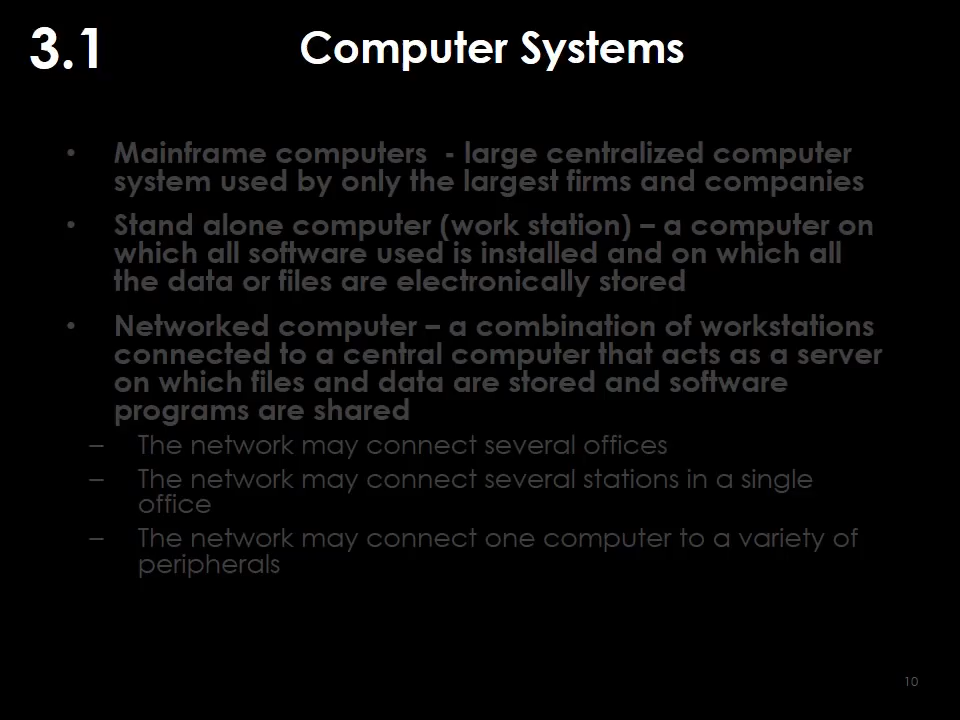 3.1
Computer Systems
• Mainframe computers - large centralized computer
system used by only the largest firms and companies
• Stand alone computer (work station) – a computer on
which all software used is installed and on which all
the data or files are electronically stored
• Networked computer – a combination of workstations
connected to a central computer that acts as a server
on which files and data are stored and software
programs are shared
– The network may connect several offices
– The network may connect several stations in a single
office
– The network may connect one computer to a variety of
peripherals
10